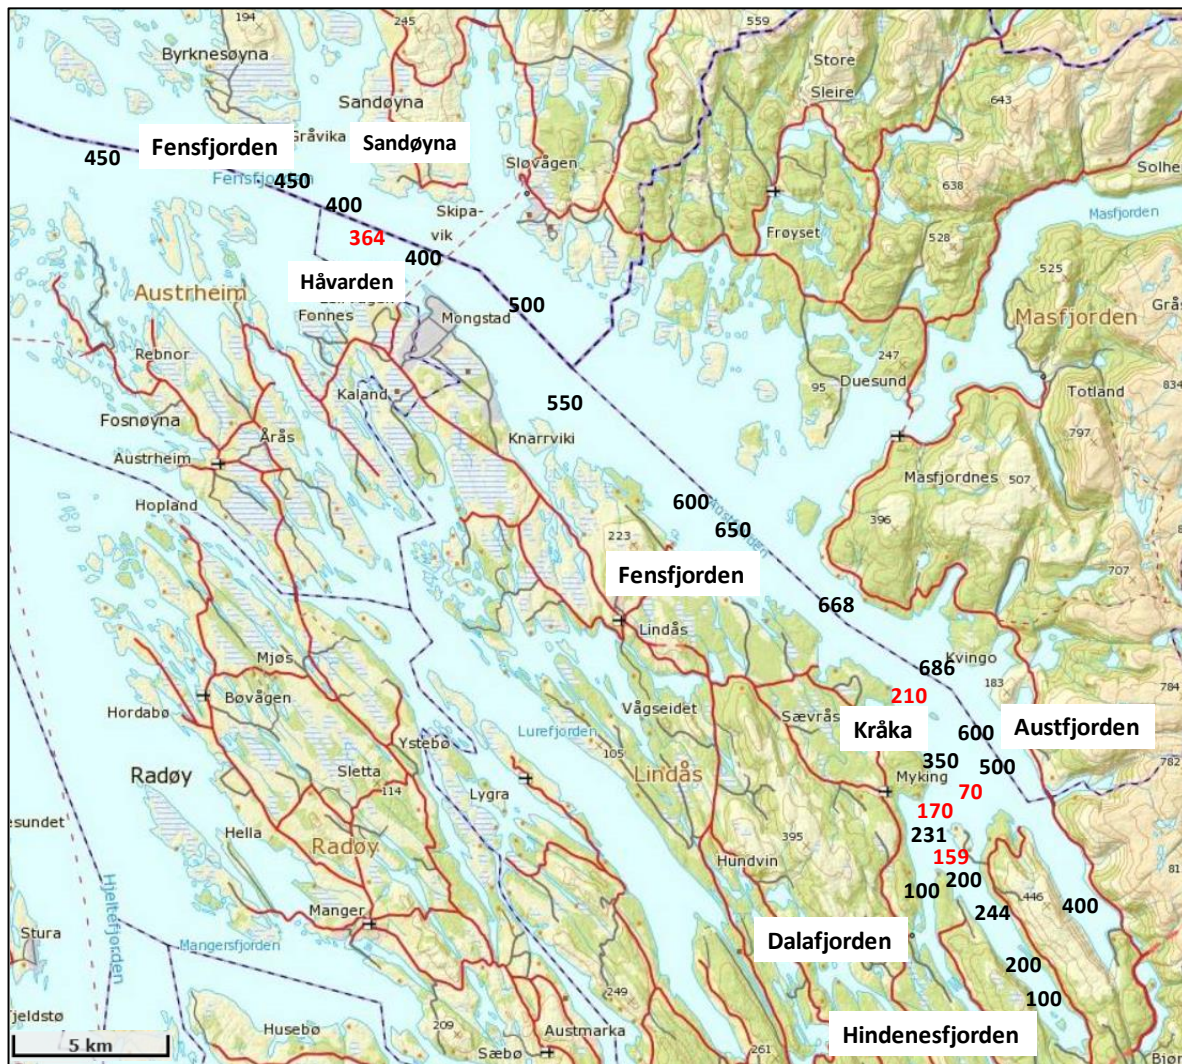 194
245
559
Byrknesøyna
Store
Sleire
643
Sandøyna
Gråvika
450
Fensfjorden
Sandøyna
Sløvågen
Solhe
Fensfjorden
450
638
400
Skipa-
vik
Masfjorden
364
Frøyset
528
400
Håvarden
525
Austrheim
Fonnes
500
Mongstad
Masfjorden
Grås
Rebnor
247
Kaland
95
Duesund
Totland
834
550
Fosnøyna
Årås
Knarrviki
797
Austrheim
Masfjordnes
507
Hopland
600
396
650
223
Fensfjorden
707
668
Lindås
Mjøs
686
Kvingo
183
784
Bøvågen
210
Hordabø
Vågseidet
Sævrås
Kråka
600
Austfjorden
Lurefjorden
Ystebø
105
350
500
782
Radøy
Sletta
114
Lindås
Myking
70
Lygra
170
esundet
Hella
231
395
Radøy
159
Hundvin
81
200
100
446
Hjeltefjorden
Manger
244
400
Stura
Mangersfjorden
Dalafjorden
200
249
100
jeldstø
209
Husebø
Austmarka
Hindenesfjorden
5 km
Sæbø
261
Bjør